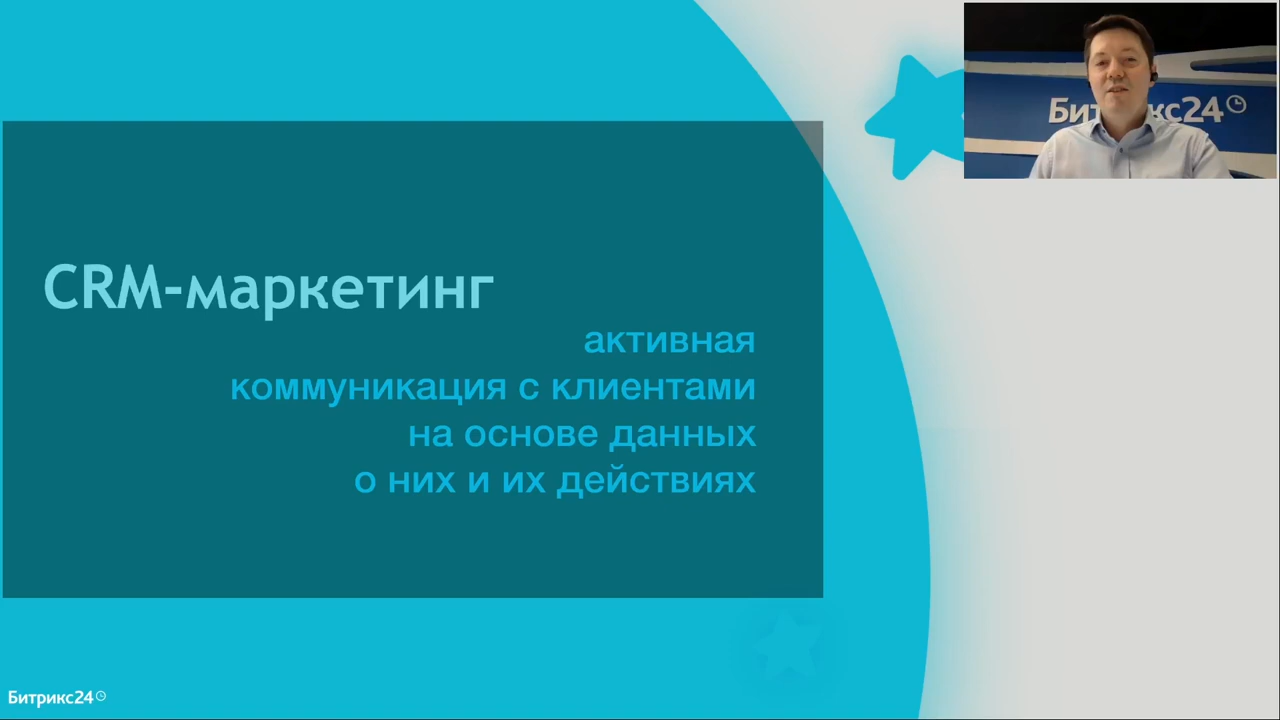 Битрикс24
CRM-маркетинг
активная
коммуникация с клиентами
на основе данных
о них и их действиях
Битрикс24